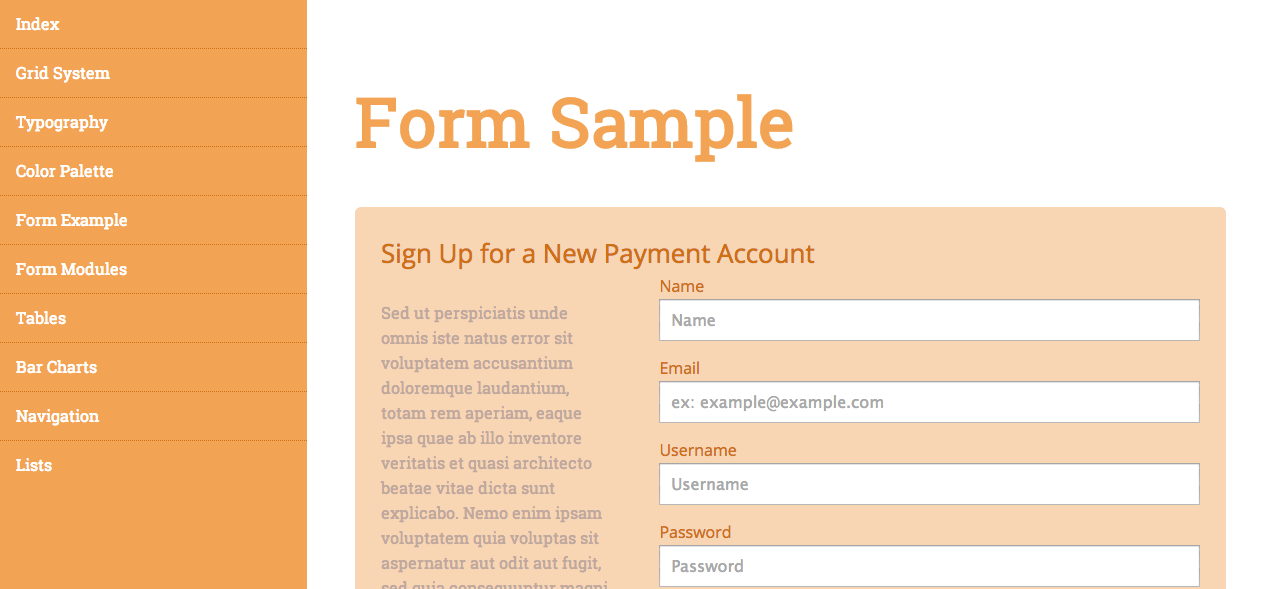 Index
Grid System
Typography
Color Palette
Form Example
Form Modules
Tables
Bar Charts
Navigation
Lists
Form Sample
Sign Up for a New Payment Account
Sed ut perspiciatis unde
omnis iste natus error sit
voluptatem accusantium
doloremque laudantium,
totam rem aperiam, eaque
ipsa quae ab illo inventore
veritatis et quasi architecto
beatae vitae dicta sunt
explicabo. Nemo enim ipsam
voluptatem quia voluptas sit
aspernatur aut odit aut fugit,
sed quia consequuntur magni
Name
Name
Email
ex: example@example.com
Username
Username
Password
Password